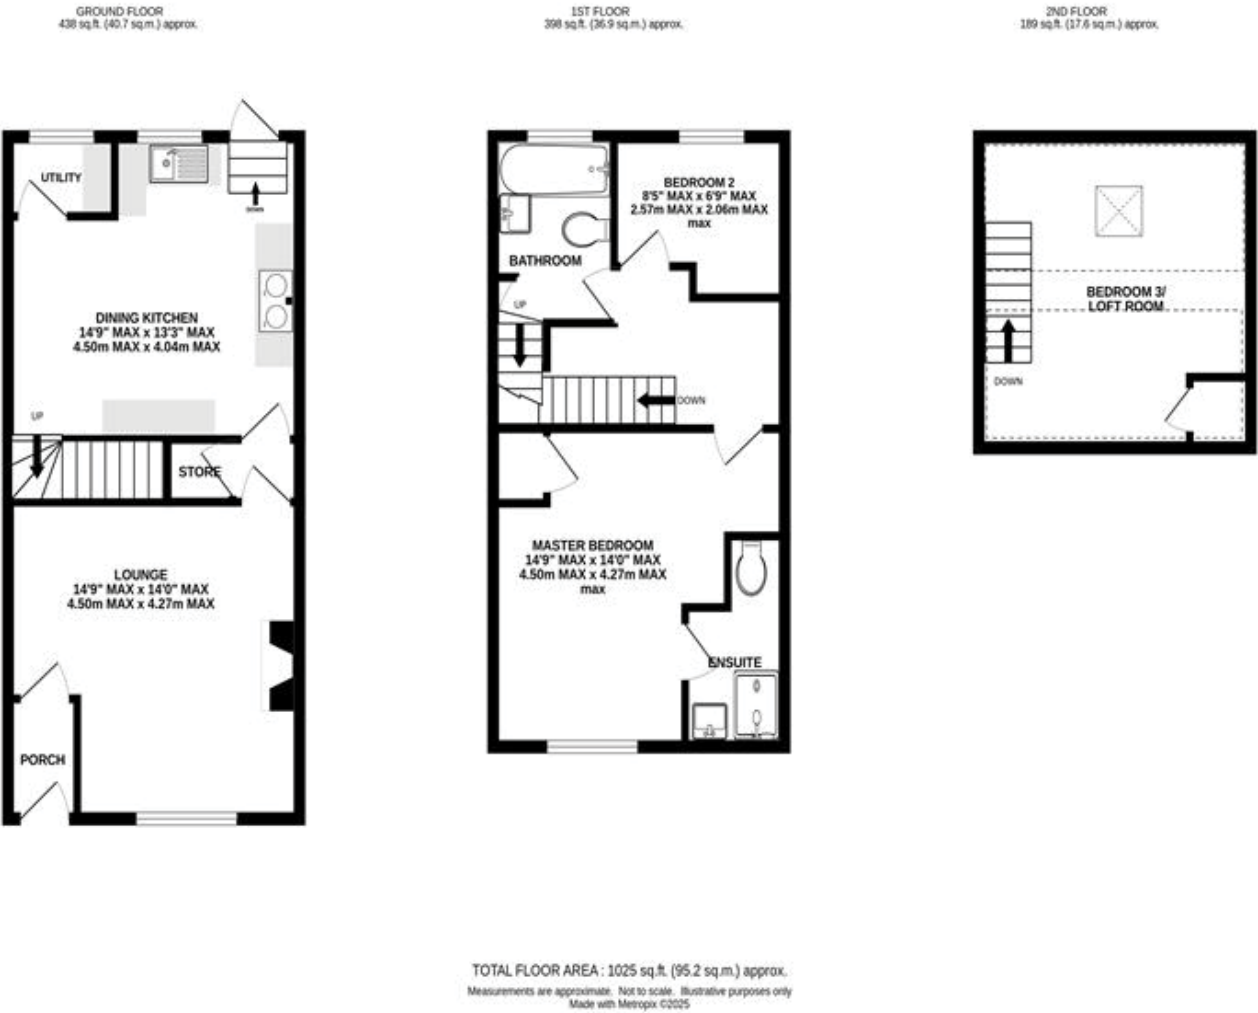 GROUND FLOOR
438 sq.ft. (40.7 sq.m.) approx.
1ST FLOOR
398 sq.ft. (36.9 sq.m.) approx.
2ND FLOOR
189 sq.ft. (17.6 sq.m.) approx.
UTILITY
DOWN
DINING KITCHEN
14'9" MAX x 13'3" MAX
4.50m MAX x 4.04m MAX
UP
STORE
LOUNGE
14'9" MAX x 14'0" MAX
4.50m MAX x 4.27m MAX
PORCH
BEDROOM 2
8'5" MAX x 6'9" MAX
2.57m MAX x 2.06m MAX
max
BATHROOM
UP
DOWN
MASTER BEDROOM
14'9" MAX x 14'0" MAX
4.50m MAX x 4.27m MAX
max
ENSUITE
BEDROOM 3/
LOFT ROOM
DOWN
TOTAL FLOOR AREA : 1025 sq.ft. (95.2 sq.m.) approx.
Measurements are approximate. Not to scale. Illustrative purposes only
Made with Metropix ©2025